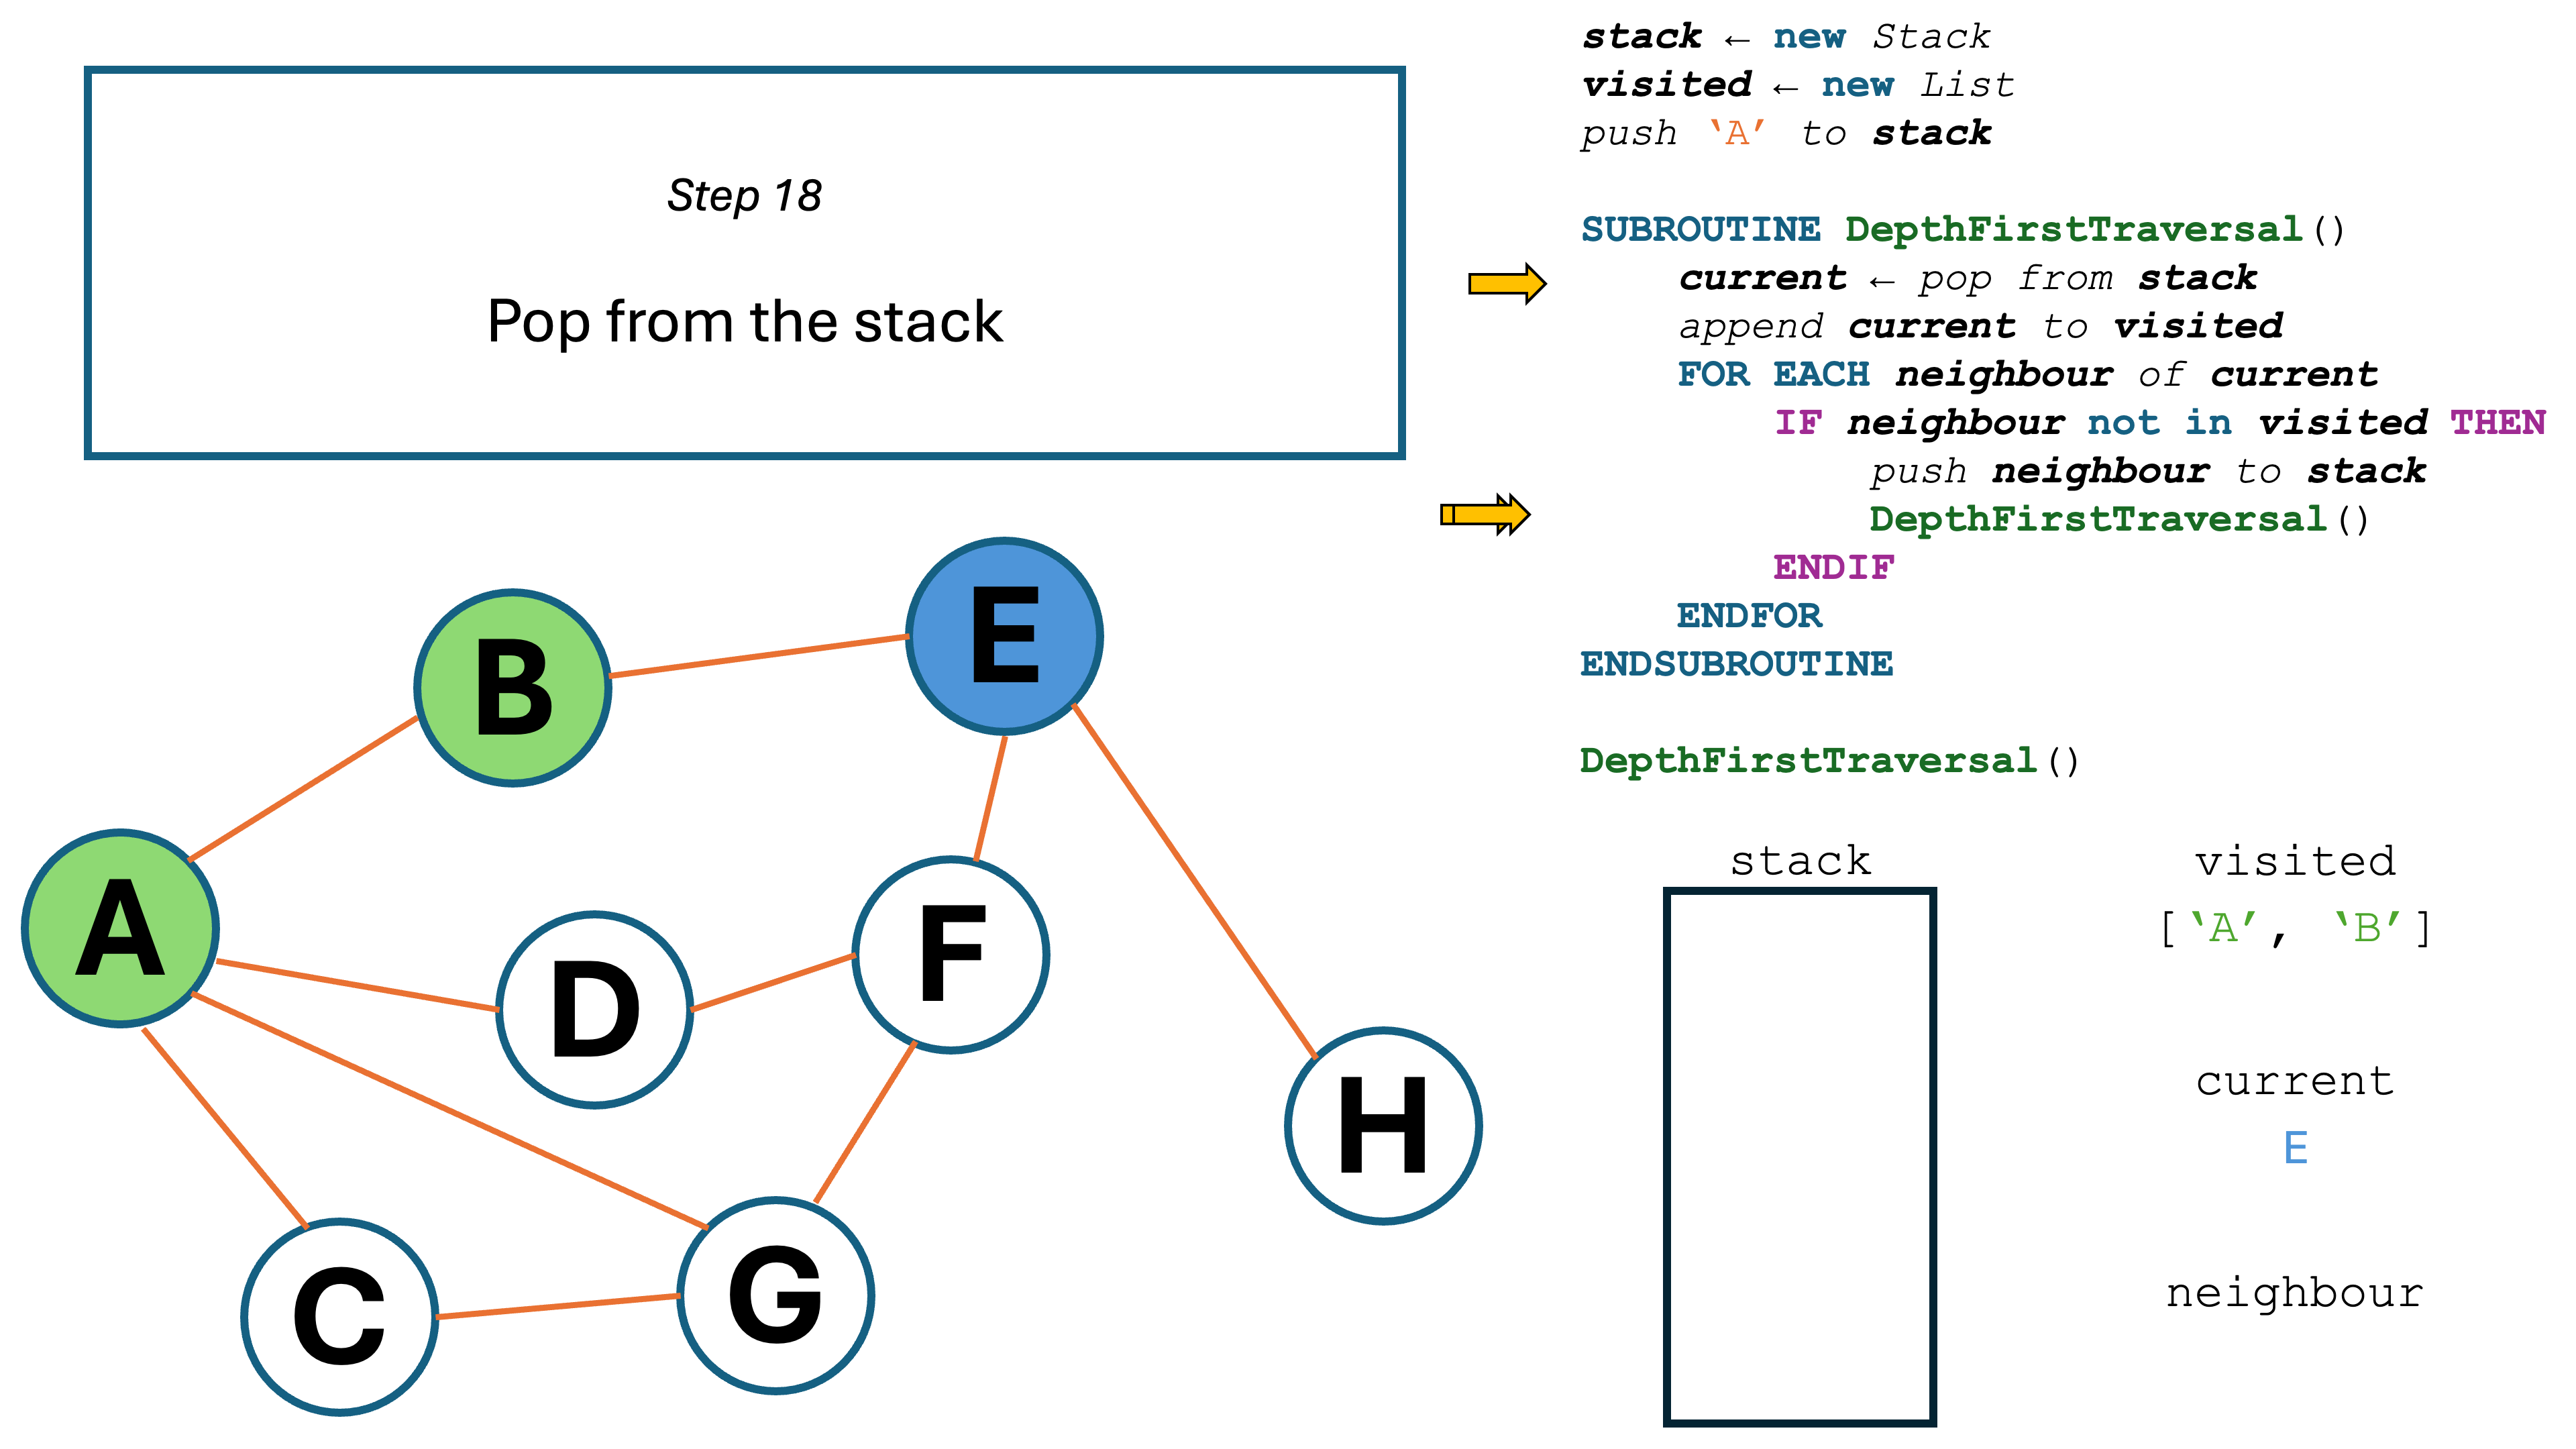 Step 18
Pop from the stack
stack ← new Stack
visited ← new List
push ‘A’ to stack
SUBROUTINE DepthFirstTraversal()
current ← pop from stack
append current to visited
FOR EACH neighbour of current
IF neighbour not in visited THEN
push neighbour to stack
DepthFirstTraversal()
ENDIF
ENDFOR
ENDSUBROUTINE
DepthFirstTraversal()
B
E
A
D
F
H
C
G
stack
visited
[‘A’, ‘B’]
current
E
neighbour